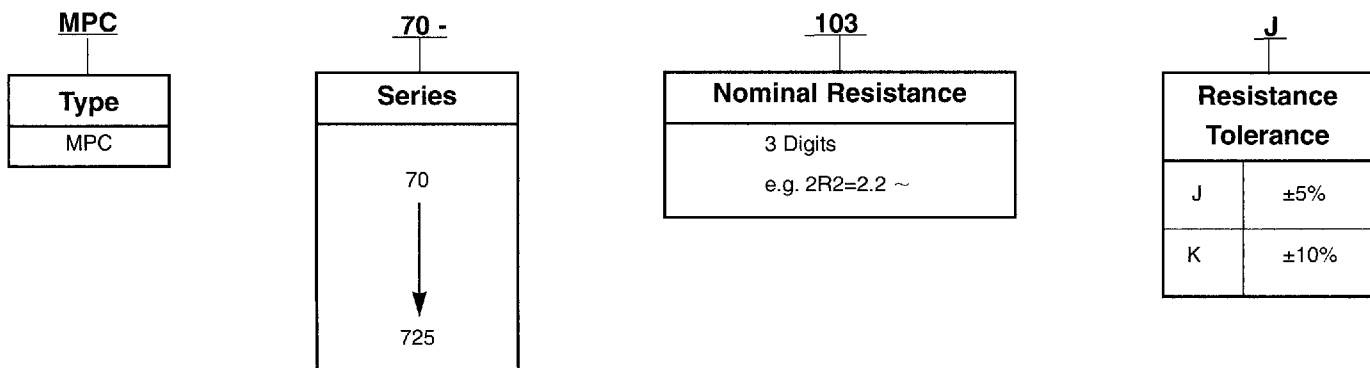 MPC
70 -
103
J
Type
MPC
Series
70
725
Nominal Resistance
3 Digits
e.g. 2R2=2.2 ~
Resistance
Tolerance
J ±5%
K ±10%